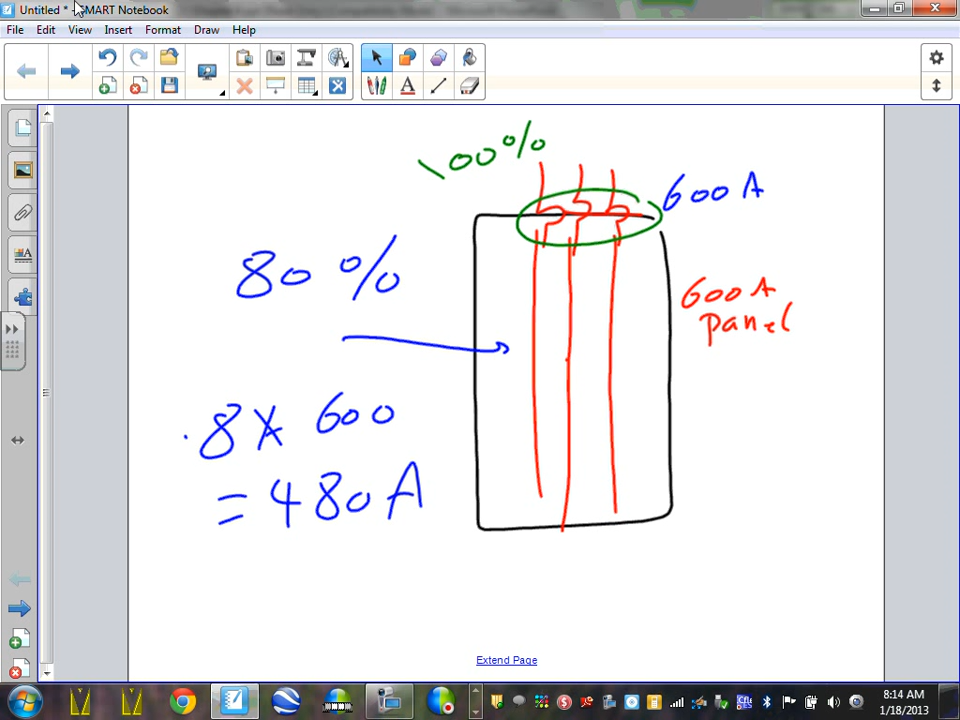 Untitled * - SMART Notebook
File Edit View Insert Format Draw Help
100%
600 A
80 %
600 A
panel
.8 X 600
= 480 A
Extend Page
8:14 AM
1/18/2013